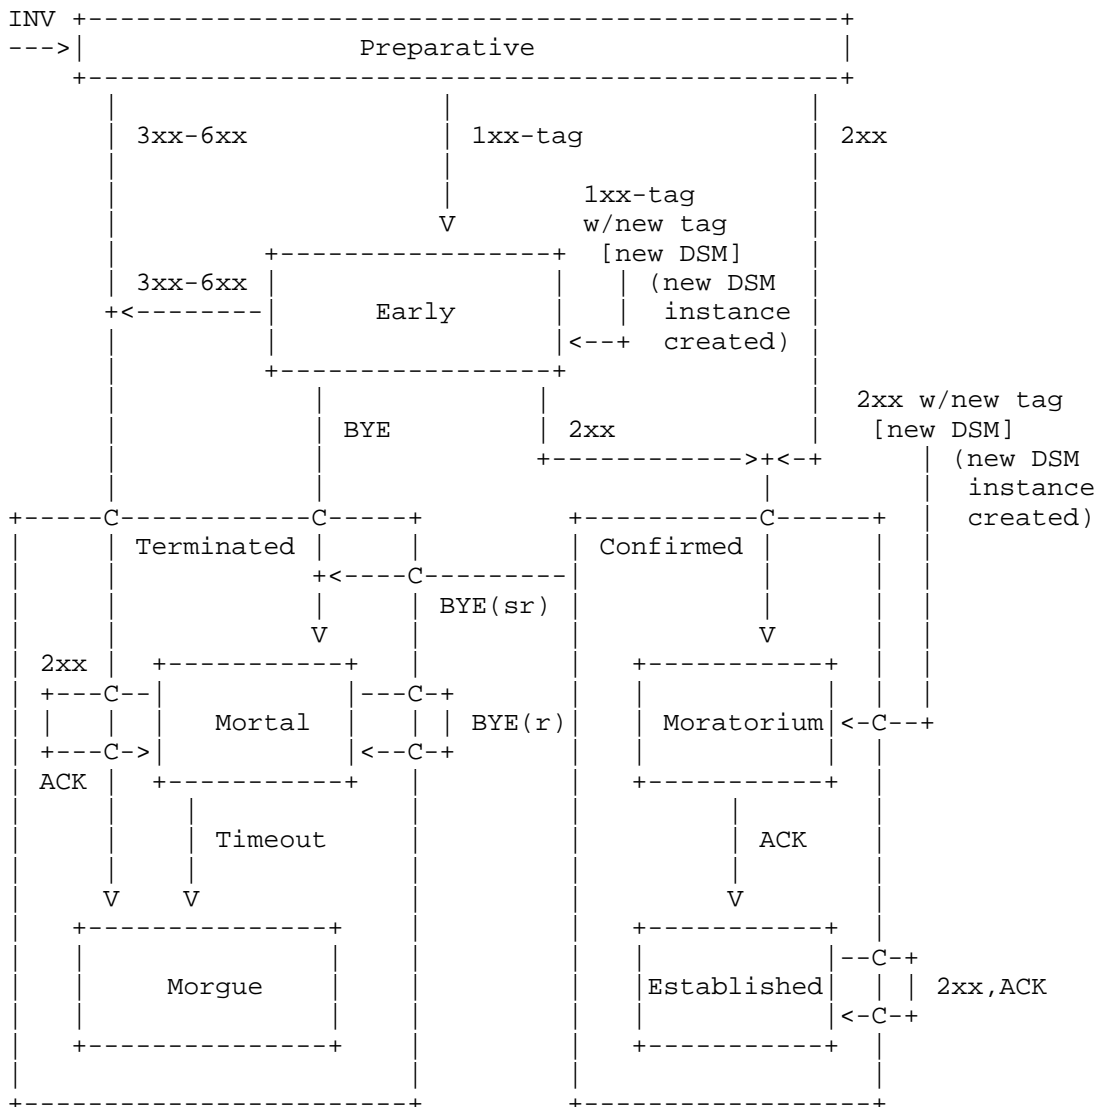 INV
Preparative
3xx-6xx 1xx-tag 2xx
1xx-tag
w/new tag
[new DSM]
3xx-6xx (new DSM
Early instance
created)
2xx w/new tag
BYE 2xx [new DSM]
(new DSM
instance
C C C created)
Terminated Confirmed
C
BYE(sr)
2xx
C C
Mortal BYE(r) Moratorium C
C C
ACK
Timeout ACK
V V V
C
Morgue Established 2xx,ACK
C